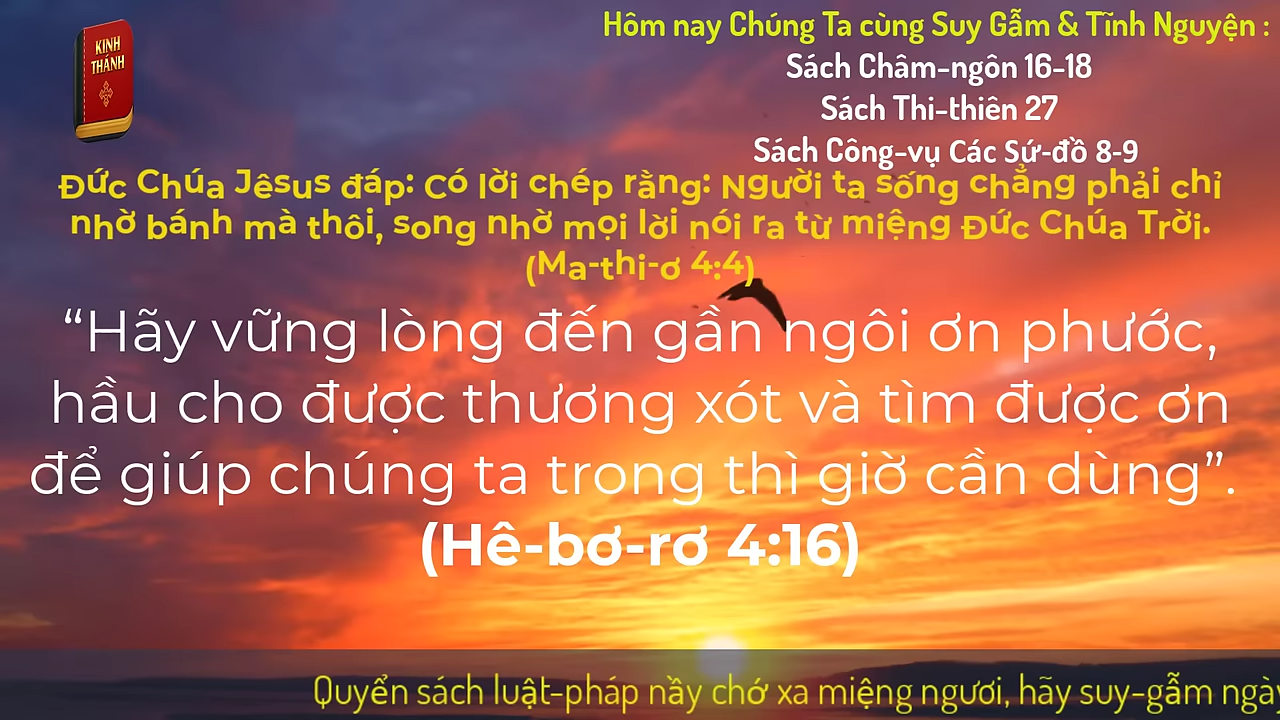 KINH
THÁNH
Hôm nay Chúng Ta cùng Suy Gẫm & Tĩnh Nguyện :
Sách Châm-ngôn 16-18
Sách Thi-thiên 27
Sách Công-vụ Các Sứ-đồ 8-9
Đức Chúa Jêsus đáp: Có lời chép rằng: Người ta sống chẳng phải chỉ
nhờ bánh mà thôi, song nhờ mọi lời nói ra từ miệng Đức Chúa Trời.
(Ma-thi-ơ 4:4)
“Hãy vững lòng đến gần ngôi ơn phước,
hầu cho được thương xót và tìm được ơn
để giúp chúng ta trong thì giờ cần dùng”.
(Hê-bơ-rơ 4:16)
Quyển sách luật-pháp nầy chớ xa miệng ngươi, hãy suy-gẫm ngày